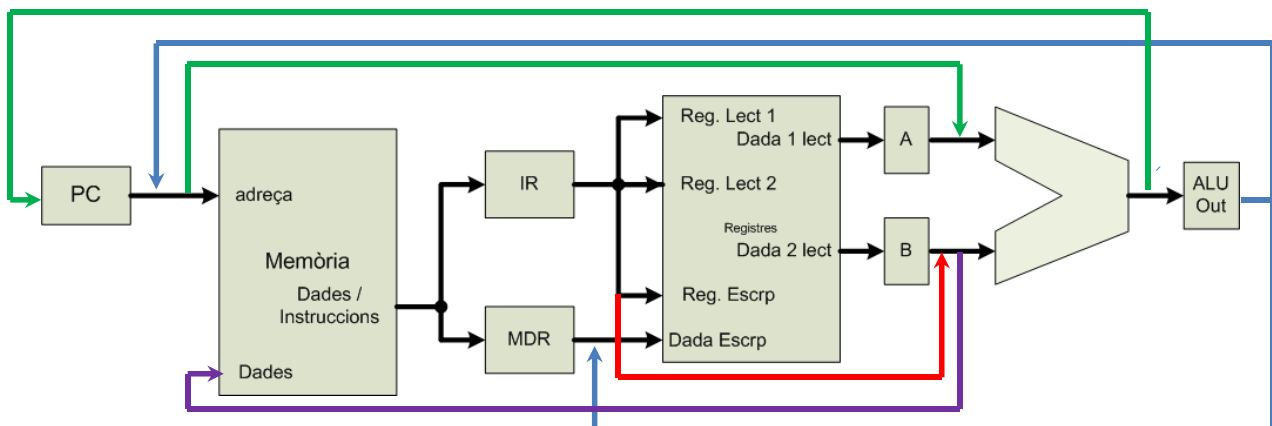 PC
adreça
Memòria
Dades /
Instruccions
Dades
IR
MDR
Reg. Lect 1
Dada 1 lect
Reg. Lect 2
Registres
Dada 2 lect
Reg. Escrp
Dada Escrp
A
B
ALU
Out